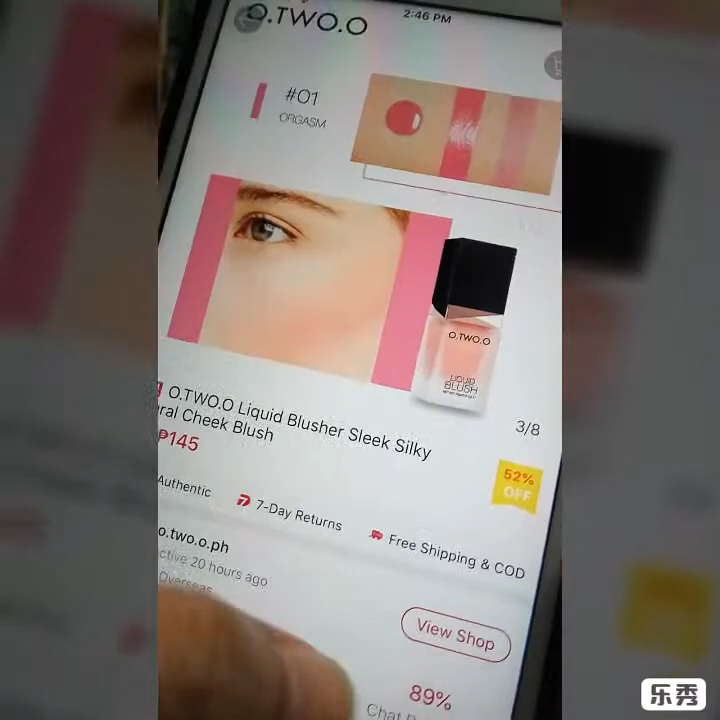 O.TWO.O
2:46 PM
#01
ORGASM
O.TWO.O
LIQUID
BLUSH
3/8
O.TWO.O Liquid Blusher Sleek Silky
Cheek Blush
₱145
52%
OFF
Authentic
7-Day Returns
Free Shipping & COD
o.two.o.ph
20 hours ago
Overseas
View Shop
89%
Chat
乐秀